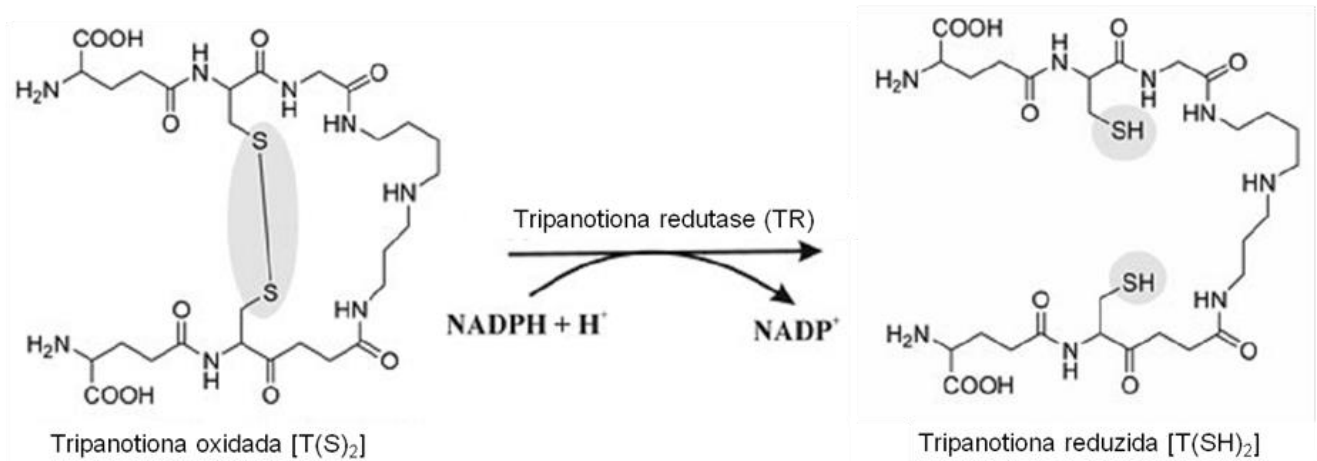 COOH
H₂N
O
H
N
O
N
H
O
HN
S
HN
S
HN
O
H₂N
N
H
O
O
COOH
Tripanotiona oxidada [T(S)₂]
Tripanotiona redutase (TR)
NADPH + H⁺
NADP⁺
COOH
H₂N
O
H
N
O
N
H
O
HN
SH
HN
SH
HN
O
H₂N
N
H
O
O
COOH
Tripanotiona reduzida [T(SH)₂]